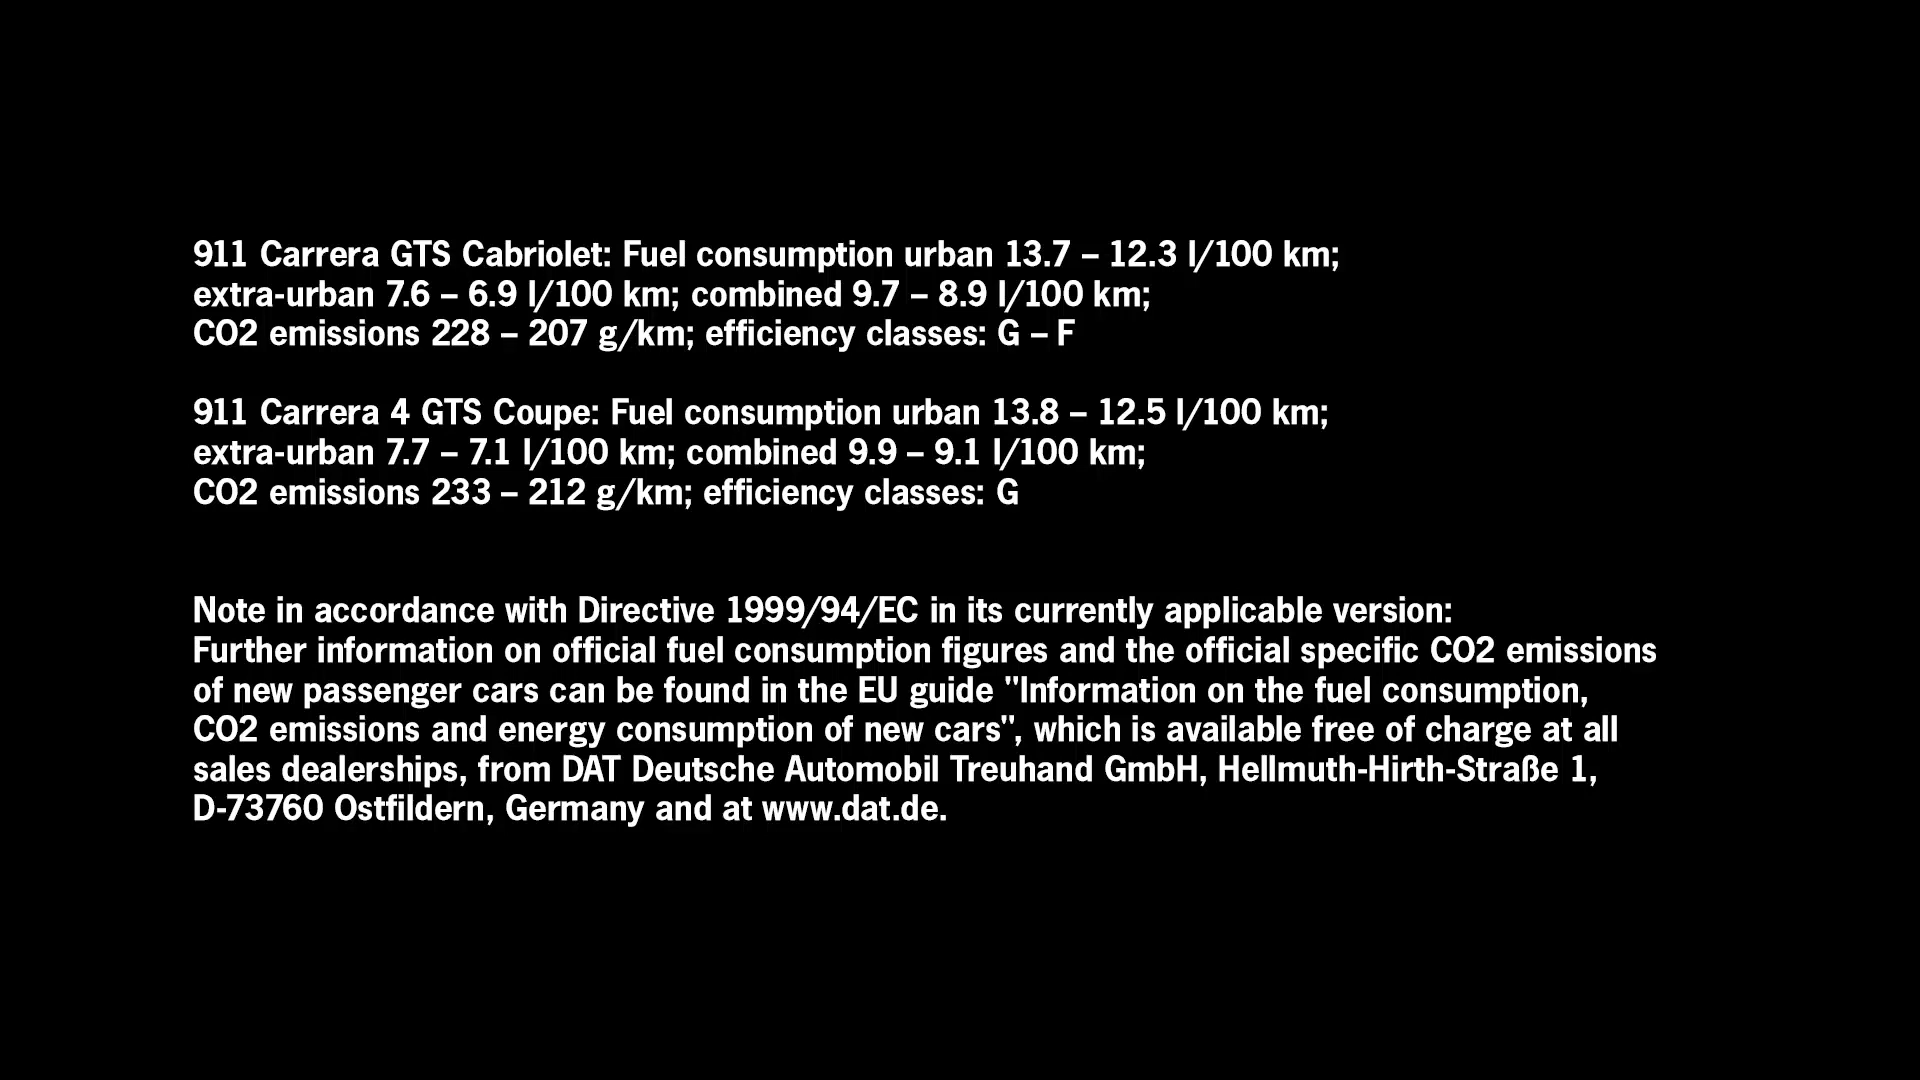 911 Carrera GTS Cabriolet: Fuel consumption urban 13.7 – 12.3 l/100 km;
extra-urban 7.6 – 6.9 l/100 km; combined 9.7 – 8.9 l/100 km;
CO2 emissions 228 – 207 g/km; efficiency classes: G – F
911 Carrera 4 GTS Coupe: Fuel consumption urban 13.8 – 12.5 l/100 km;
extra-urban 7.7 – 7.1 l/100 km; combined 9.9 – 9.1 l/100 km;
CO2 emissions 233 – 212 g/km; efficiency classes: G
Note in accordance with Directive 1999/94/EC in its currently applicable version:
Further information on official fuel consumption figures and the official specific CO2 emissions
of new passenger cars can be found in the EU guide "Information on the fuel consumption,
CO2 emissions and energy consumption of new cars", which is available free of charge at all
sales dealerships, from DAT Deutsche Automobil Treuhand GmbH, Hellmuth-Hirth-Straße 1,
D-73760 Ostfildern, Germany and at www.dat.de.